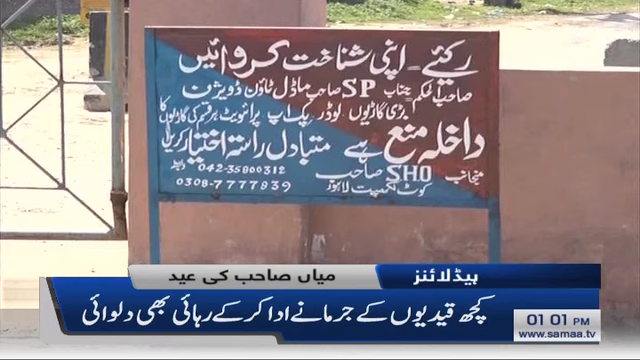 رکیئے - اپنی شناخت کروائیں
صاحب الحکم جناب SP صاحب ماڈل ٹاؤن ڈویژن
بڑی گاڑیوں لوڈر پک اپ پرائیویٹ ہر قسم کی گاڑیوں کا
داخلہ منع ہے متبادل راستہ اختیار کریں
منجانب SHO صاحب
کوٹ لکھپت لاہور
042-35800312
0308-7777839
ہیڈلائنز
میاں صاحب کی عید
کچھ قیدیوں کے جرمانے ادا کر کے رہائی بھی دلوائی
01 01 PM
www.samaa.tv